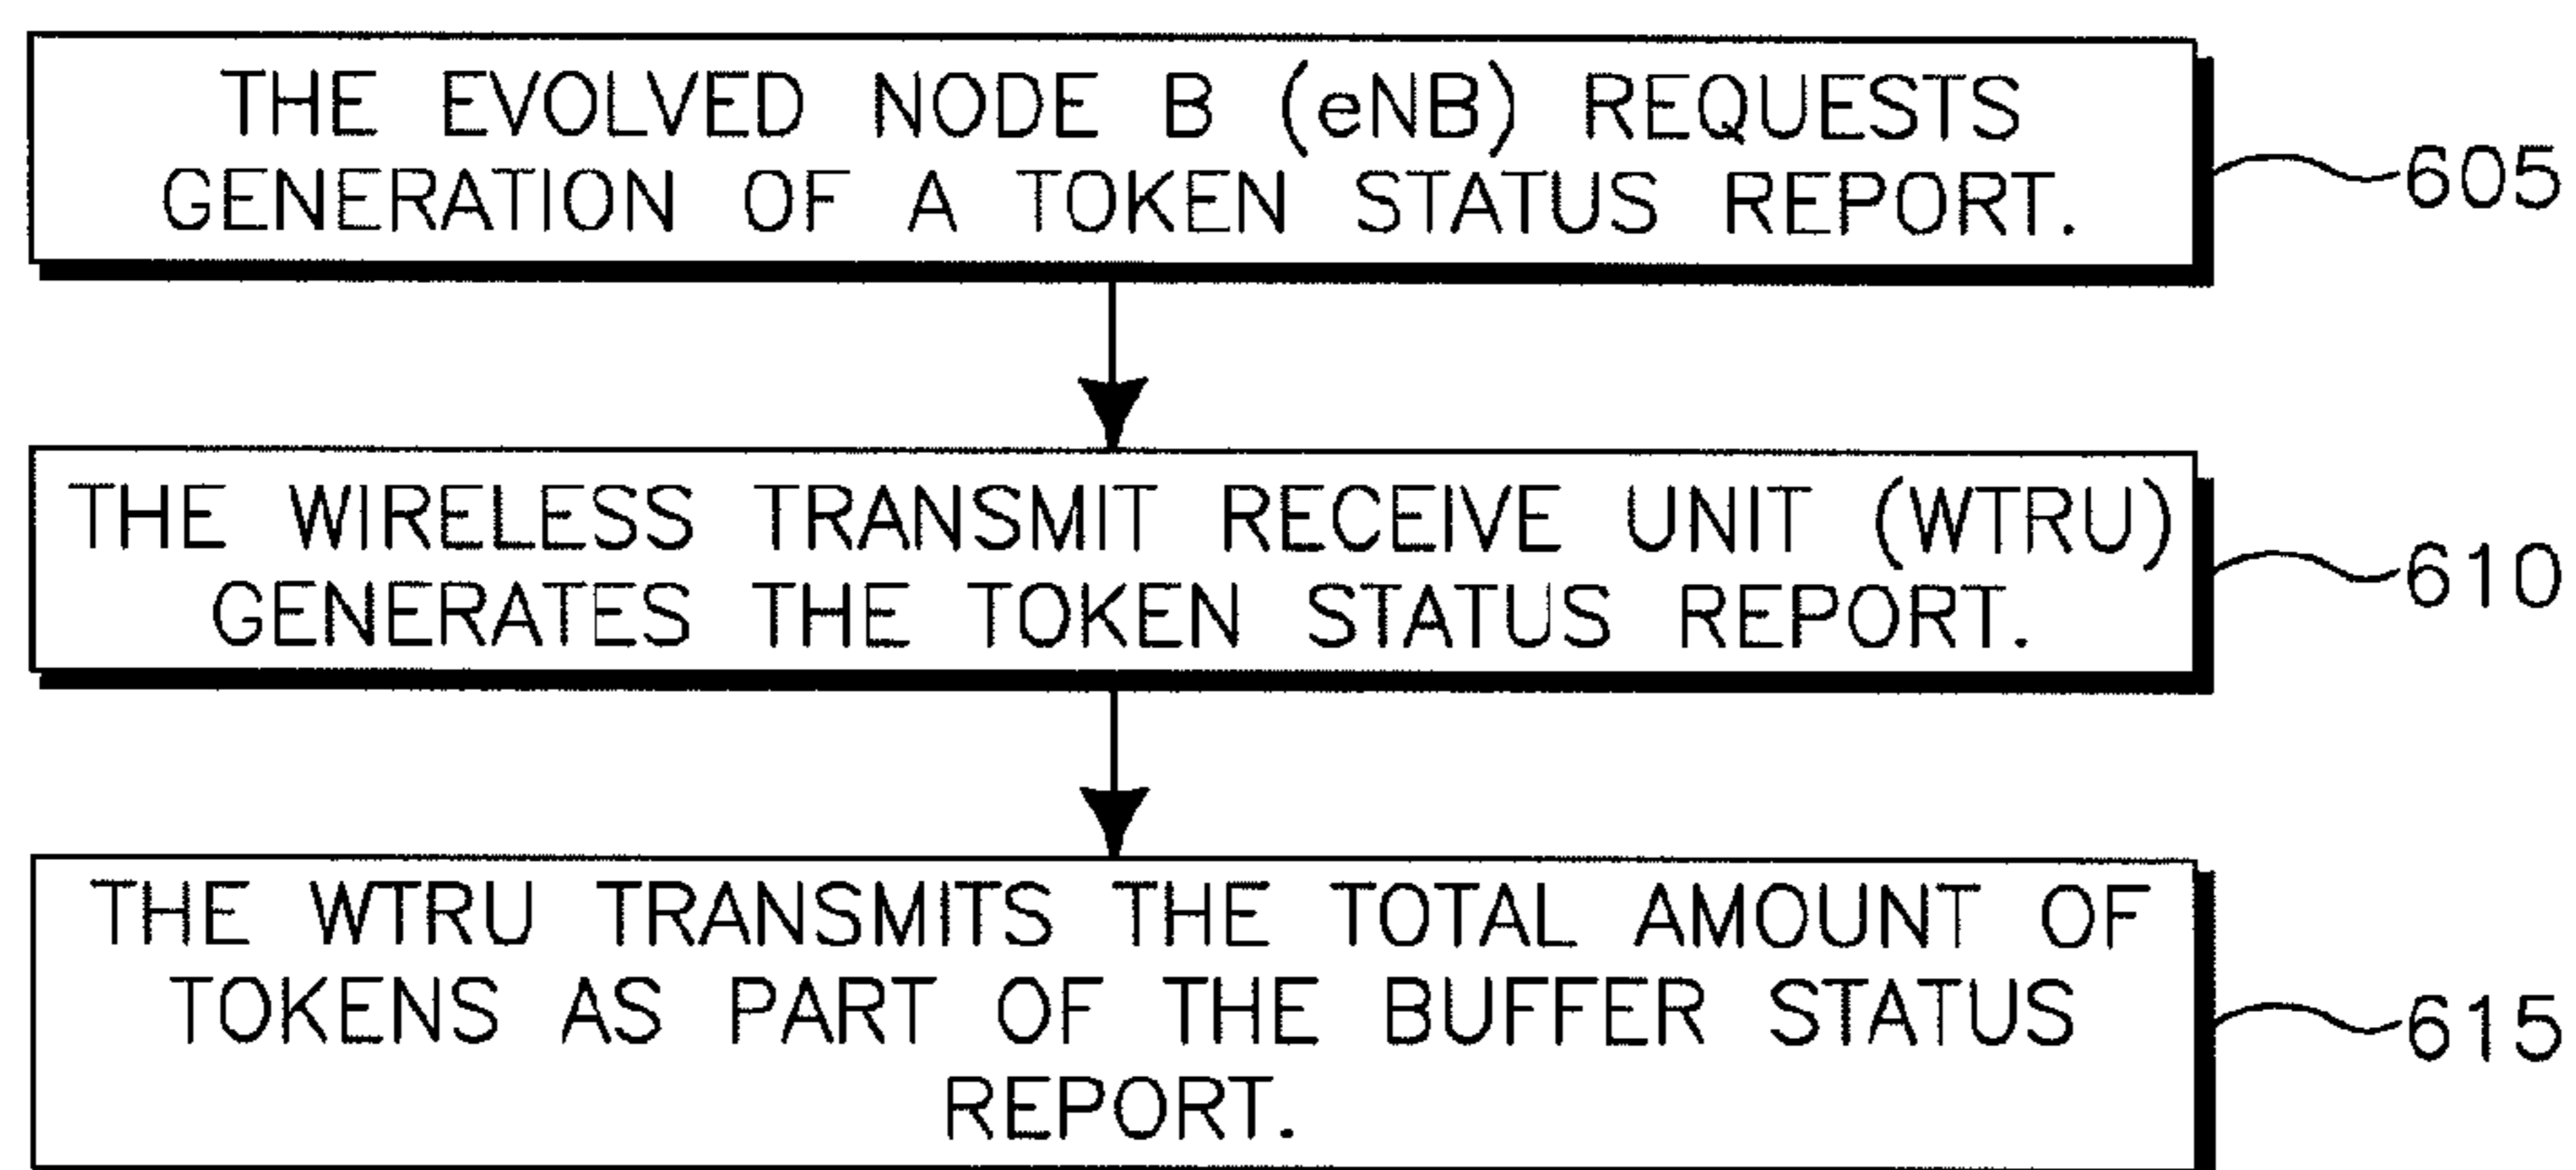 THE EVOLVED NODE B (eNB) REQUESTS
GENERATION OF A TOKEN STATUS REPORT.
605
THE WIRELESS TRANSMIT RECEIVE UNIT (WTRU)
GENERATES THE TOKEN STATUS REPORT.
610
THE WTRU TRANSMITS THE TOTAL AMOUNT OF
TOKENS AS PART OF THE BUFFER STATUS
REPORT.
615